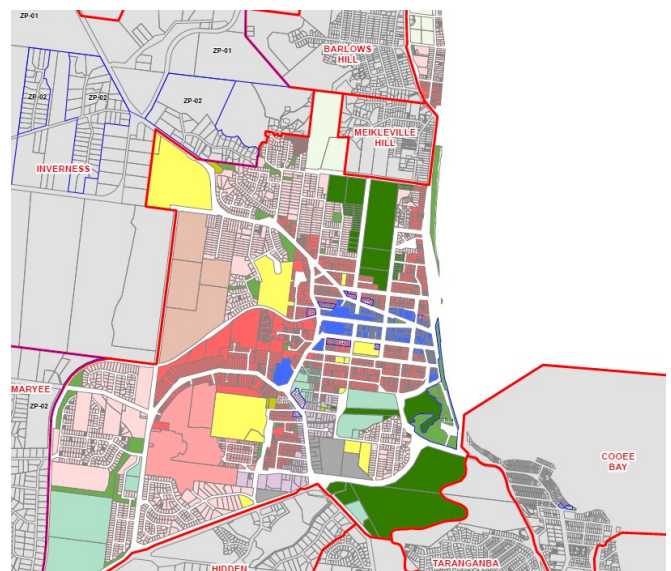 ZP-01
ZP-01
BARLOWS
HILL
ZP-02
ZP-02
ZP-02
MEIKLEVILLE
HILL
INVERNESS
MARYEE
ZP-02
COOEE
BAY
HIDDEN
TARANGANBA